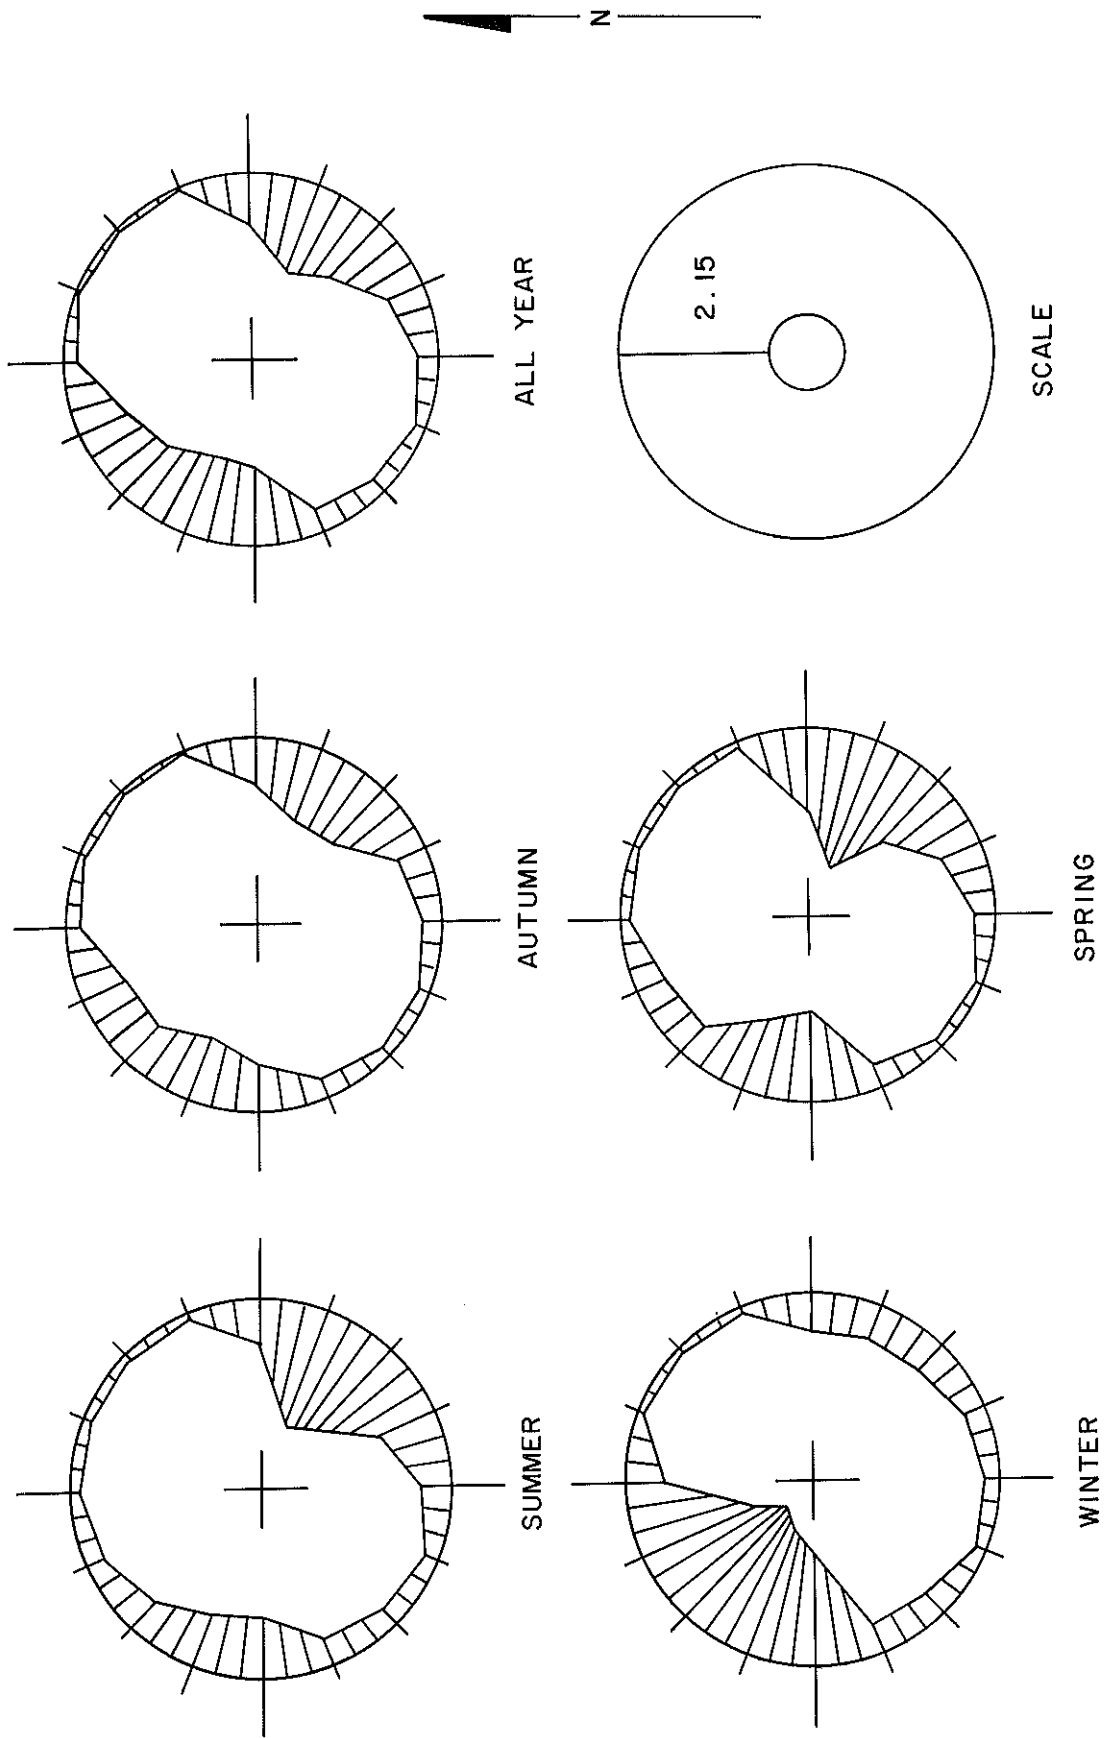 N
ALL YEAR
2.15
SCALE
AUTUMN
SPRING
SUMMER
WINTER